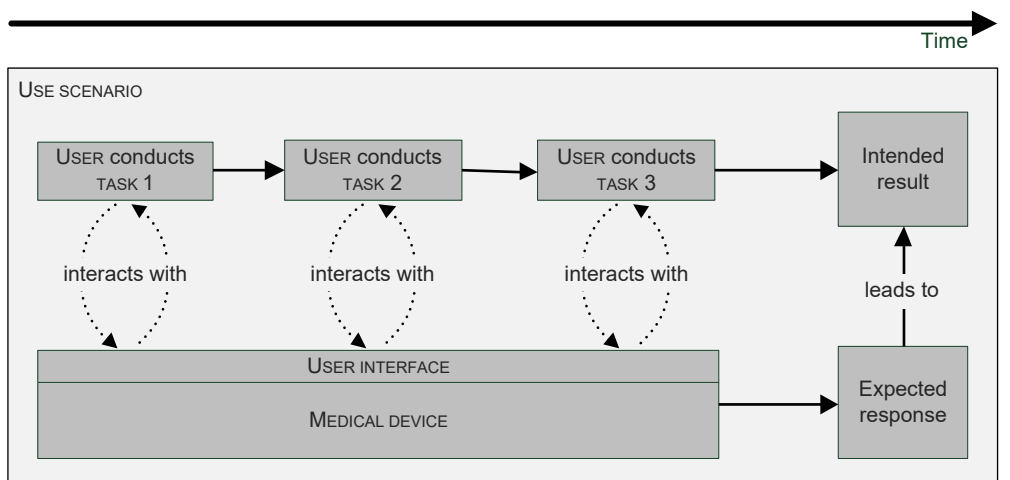 Time
USE SCENARIO
USER conducts
TASK 1
USER conducts
TASK 2
USER conducts
TASK 3
Intended
result
interacts with
interacts with
interacts with
leads to
USER INTERFACE
MEDICAL DEVICE
Expected
response